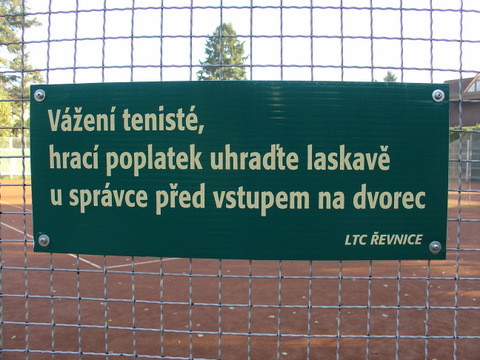 Vážení tenisté,
hrací poplatek uhraďte laskavě
u správce před vstupem na dvorec
LTC ŘEVNICE